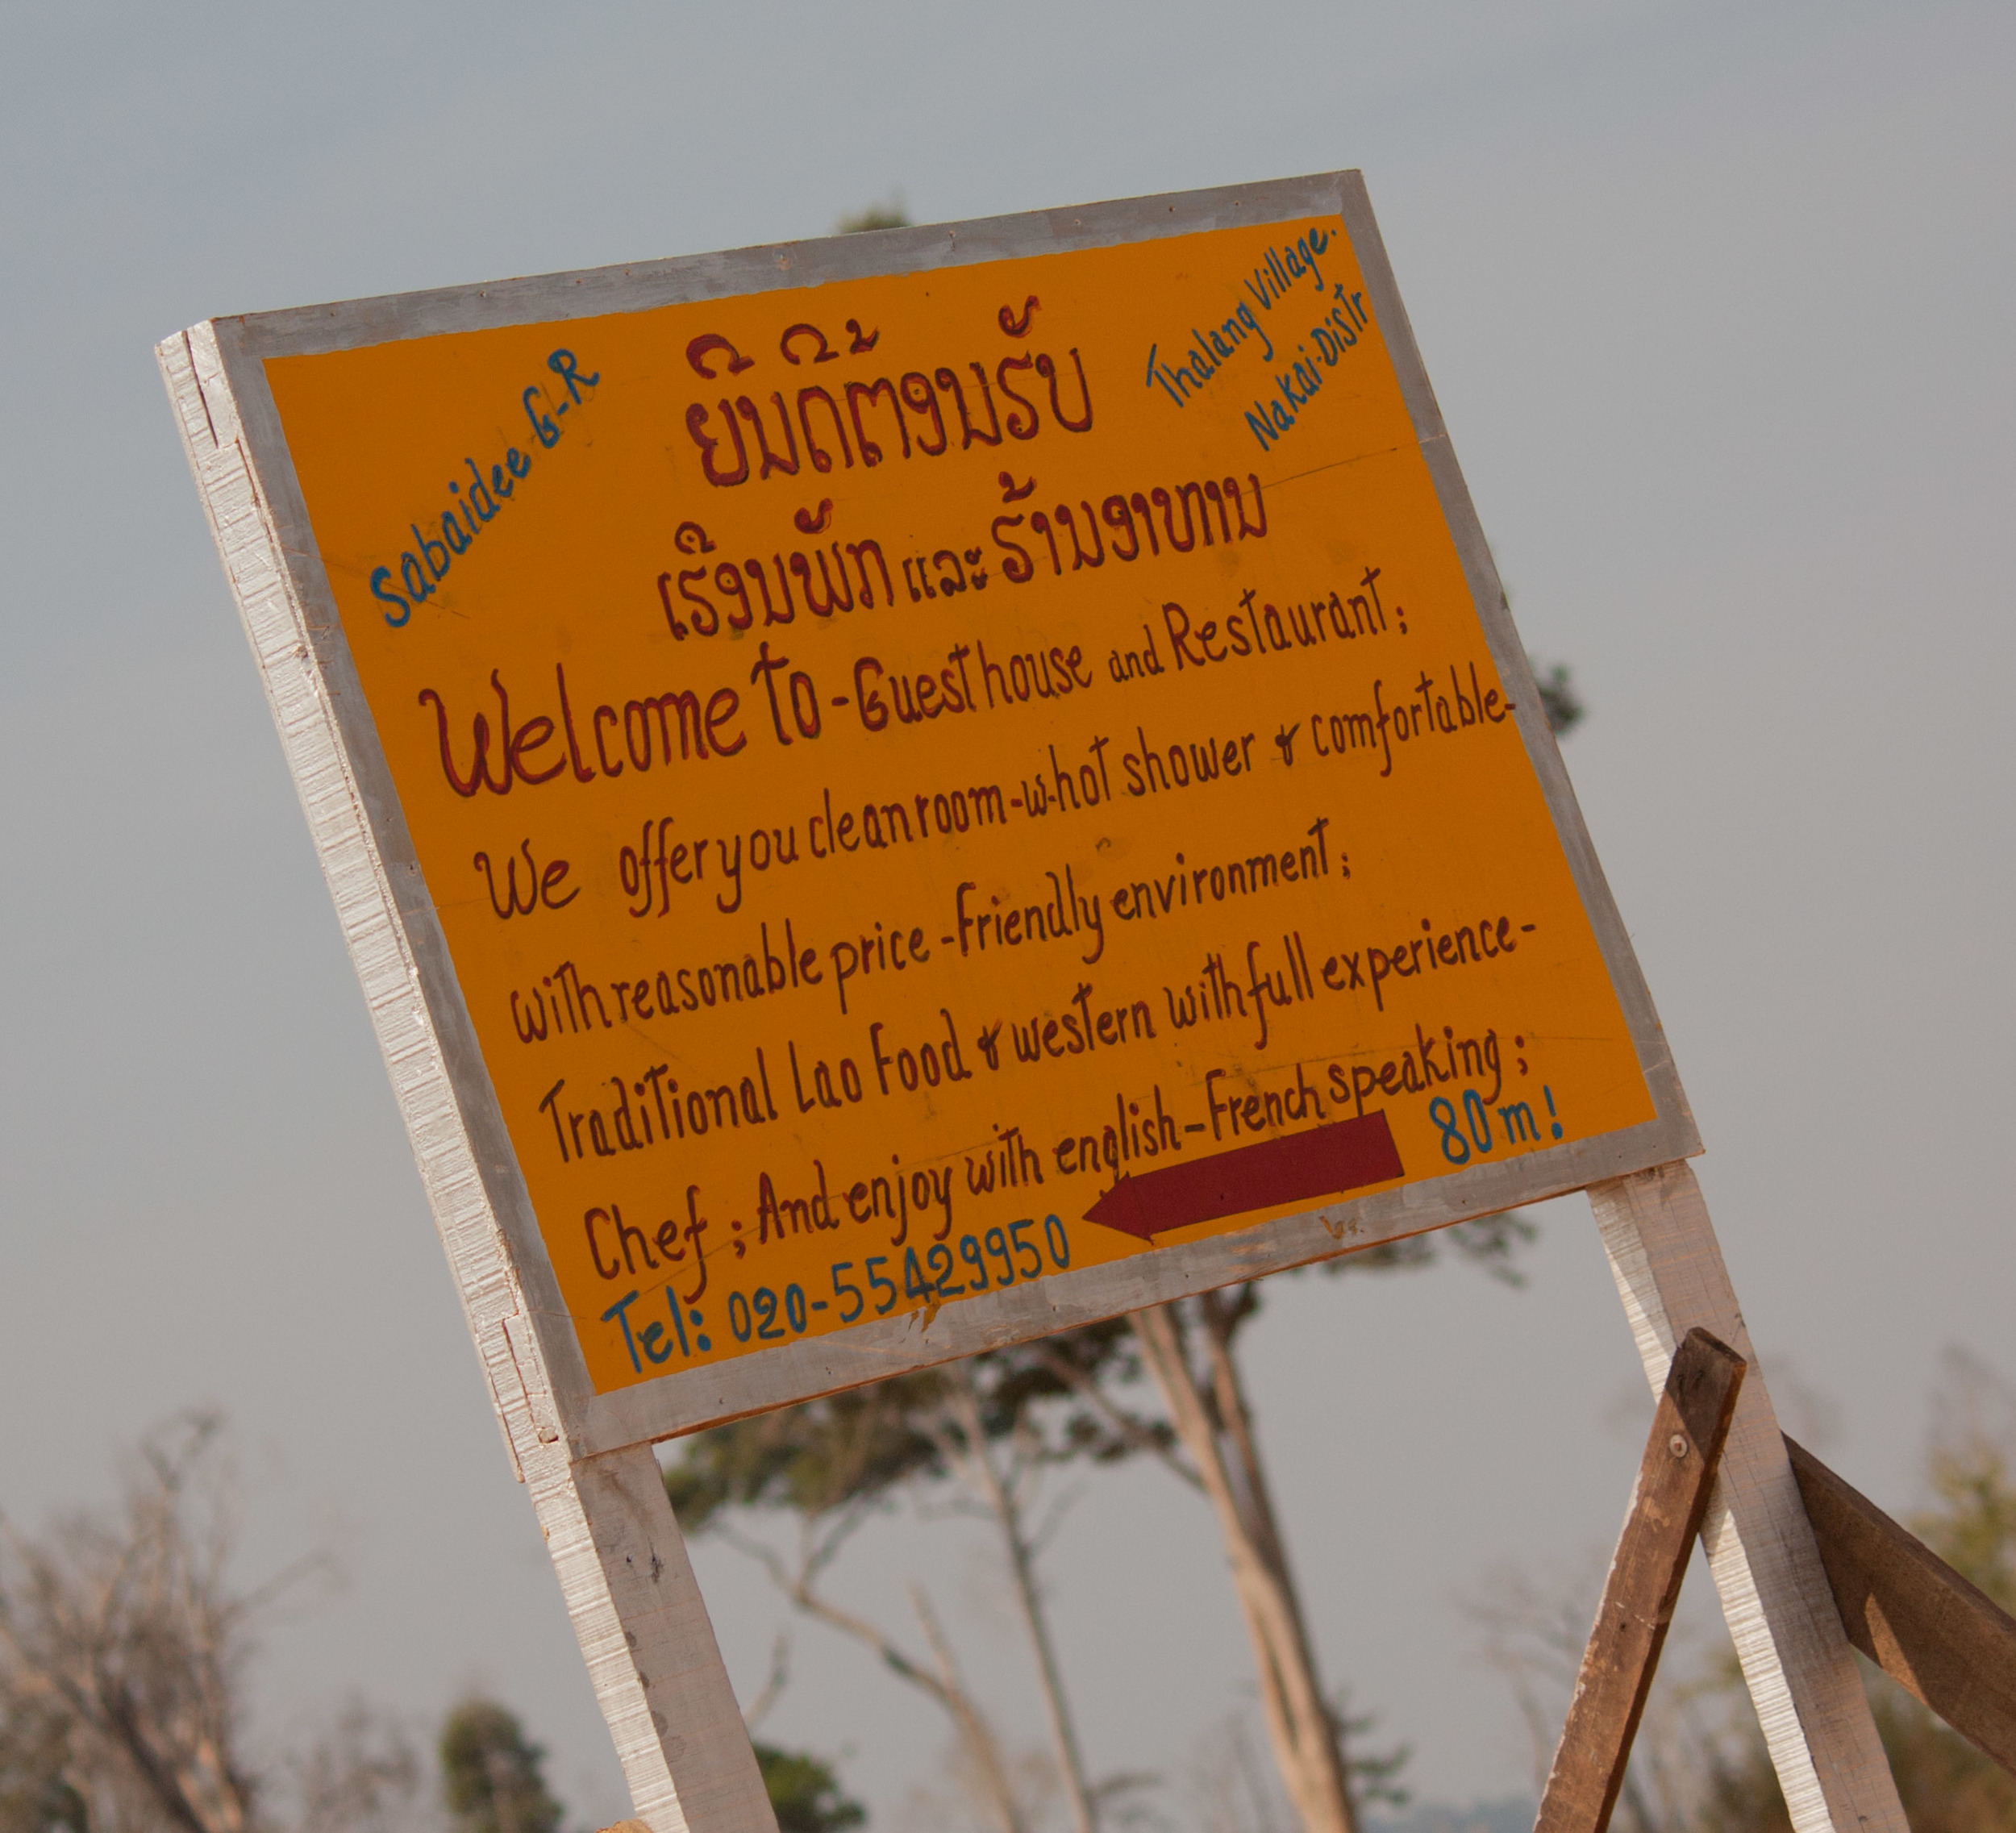 Sabaidee G-R
Thalang Village.
Nakai-Distr
ຍິນດີຕ້ອນຮັບ
ເຮືອນພັກ ແລະ ຮ້ານອາຫານ
Welcome to - Guest house and Restaurant;
We offer you clean room-w-hot shower & comfortable-
with reasonable price - friendly environment;
Traditional Lao Food & western with full experience-
Chef; And enjoy with english-French speaking;
80m!
Tel: 020-55429950